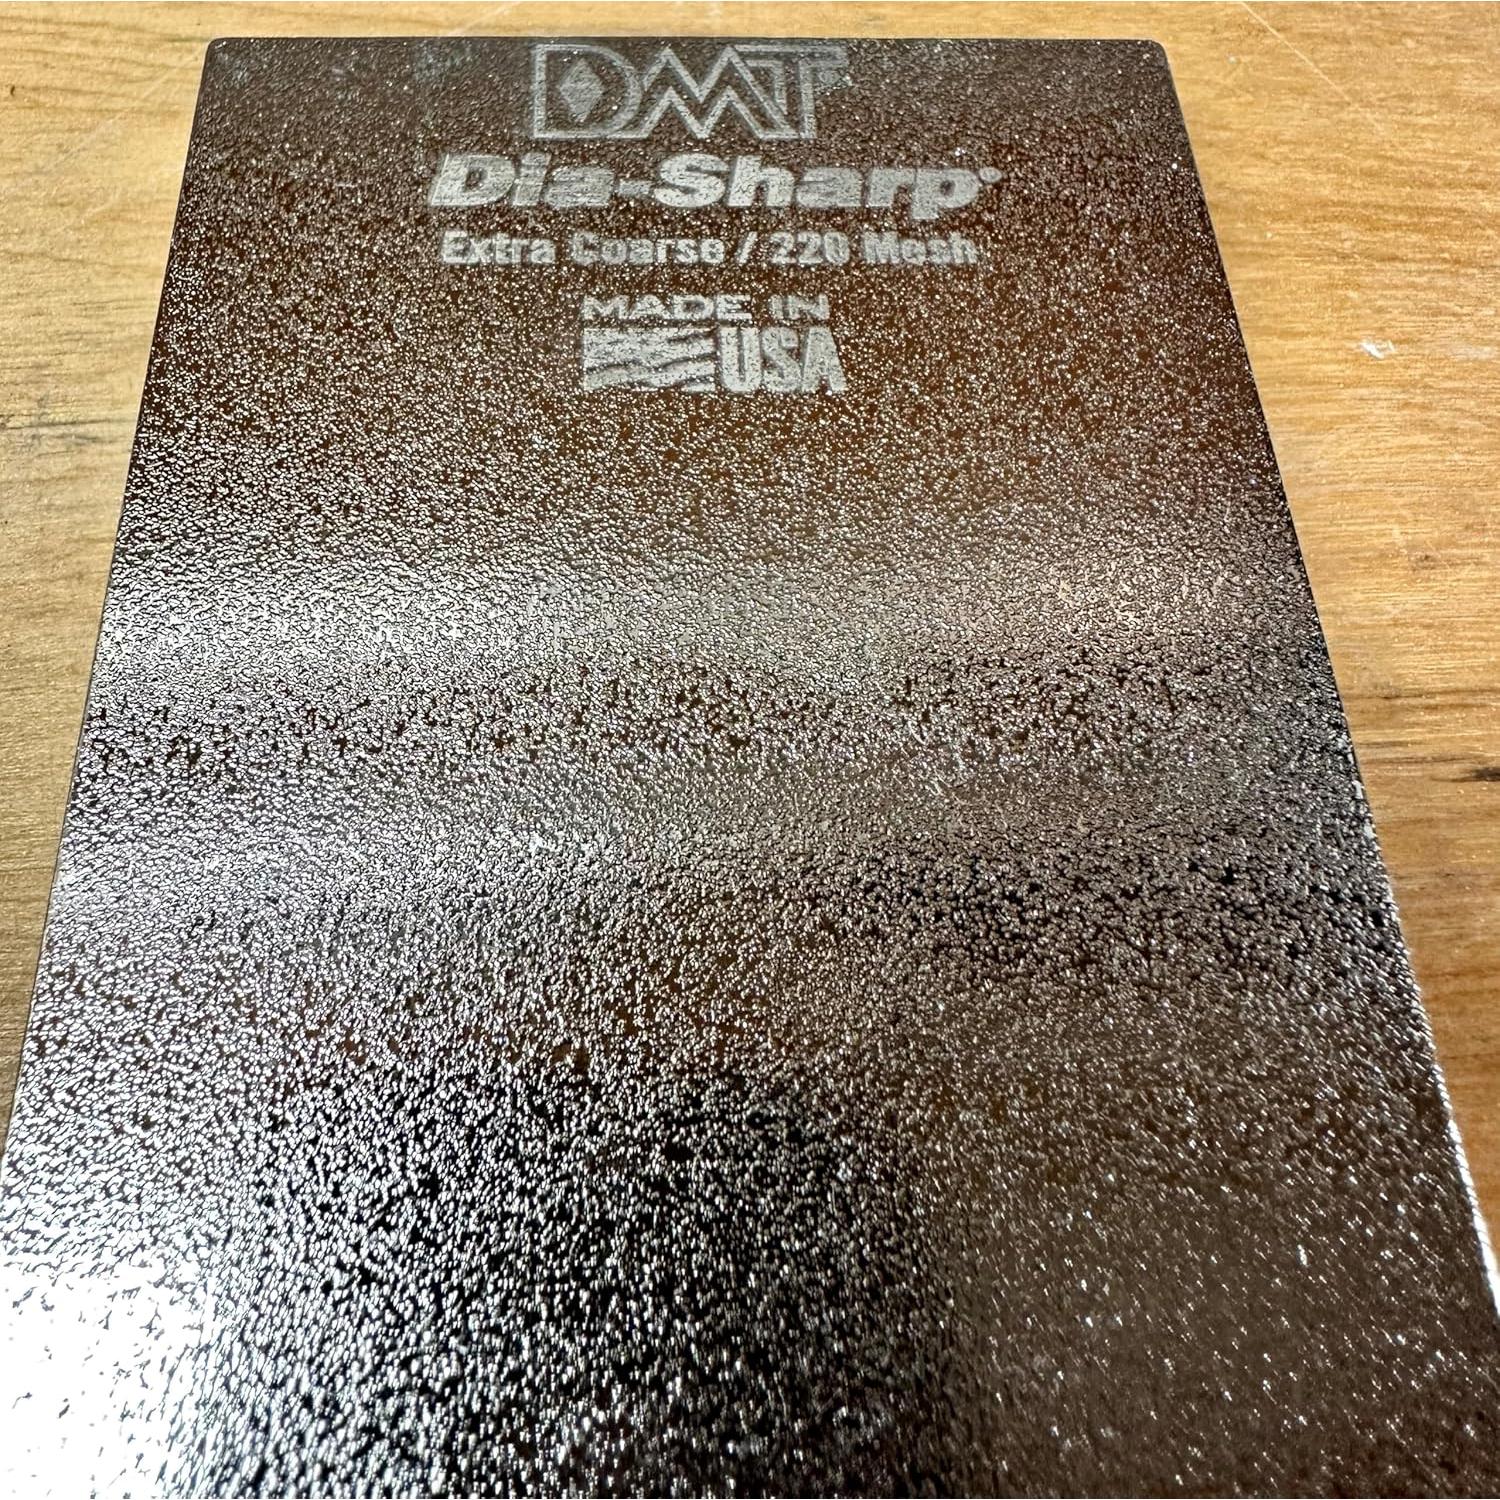 DMT
Dia-Sharp®
Extra Coarse / 220 Mesh
MADE IN
USA